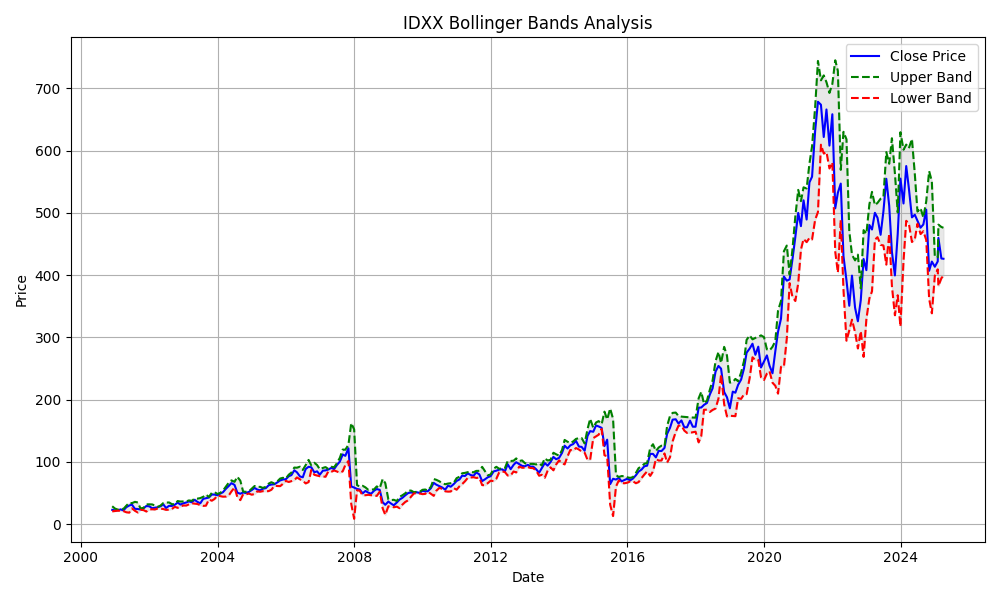 IDXX Bollinger Bands Analysis
Close Price
Upper Band
Lower Band
Price
700
600
500
400
300
200
100
0
2000 2004 2008 2012 2016 2020 2024
Date